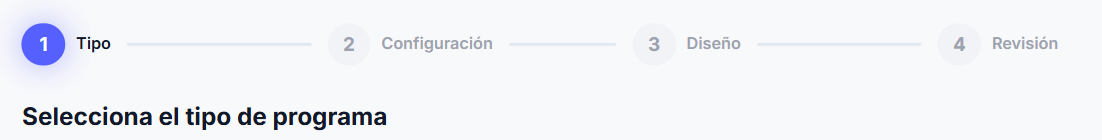 1 Tipo 2 Configuración 3 Diseño 4 Revisión
Selecciona el tipo de programa